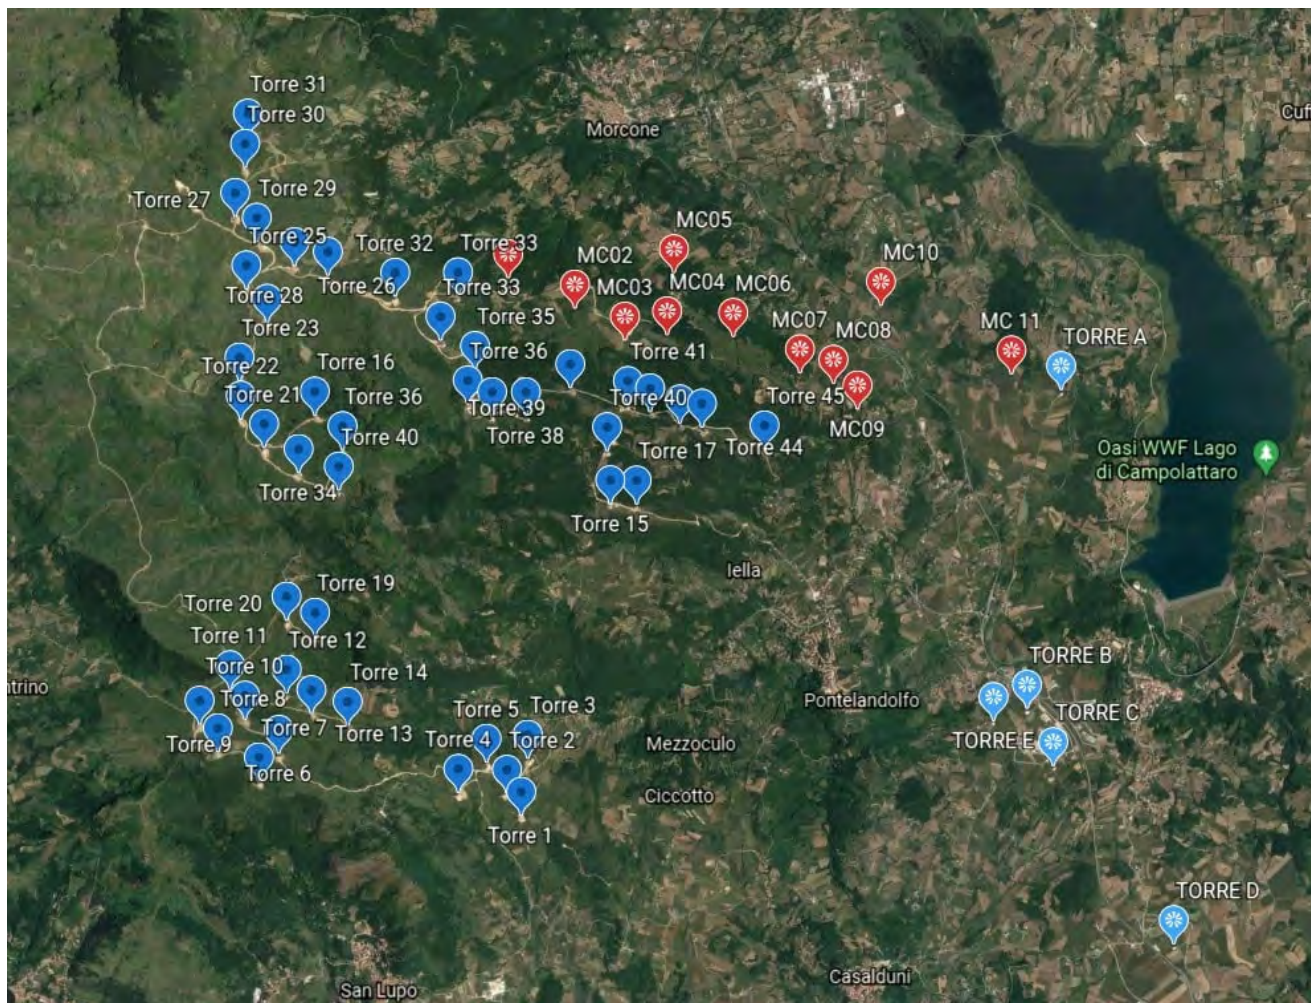 Torre 31
Torre 30
Morcone
Cuf
Torre 29
Torre 27
Torre 25
Torre 32
Torre 33
MC05
MC02
MC10
Torre 26
Torre 33
MC03
MC04
MC06
Torre 28
Torre 23
Torre 35
MC07
MC08
MC 11
TORRE A
Torre 36
Torre 41
Torre 22
Torre 16
Torre 21
Torre 36
Torre 39
Torre 40
Torre 45
MC09
Torre 40
Torre 38
Torre 17
Torre 44
Oasi WWF Lago
di Campolattaro
Torre 34
Torre 15
Iella
Torre 19
Torre 20
Torre 11
Torre 12
Torre 10
TORRE B
ntrino
Torre 14
Torre 8
Pontelandolfo
Torre 5
Torre 3
TORRE C
Torre 7
Torre 13
Torre 9
Torre 4
Torre 2
Mezzoculo
TORRE E
Torre 6
Ciccotto
Torre 1
TORRE D
Casalduni
San Lupo